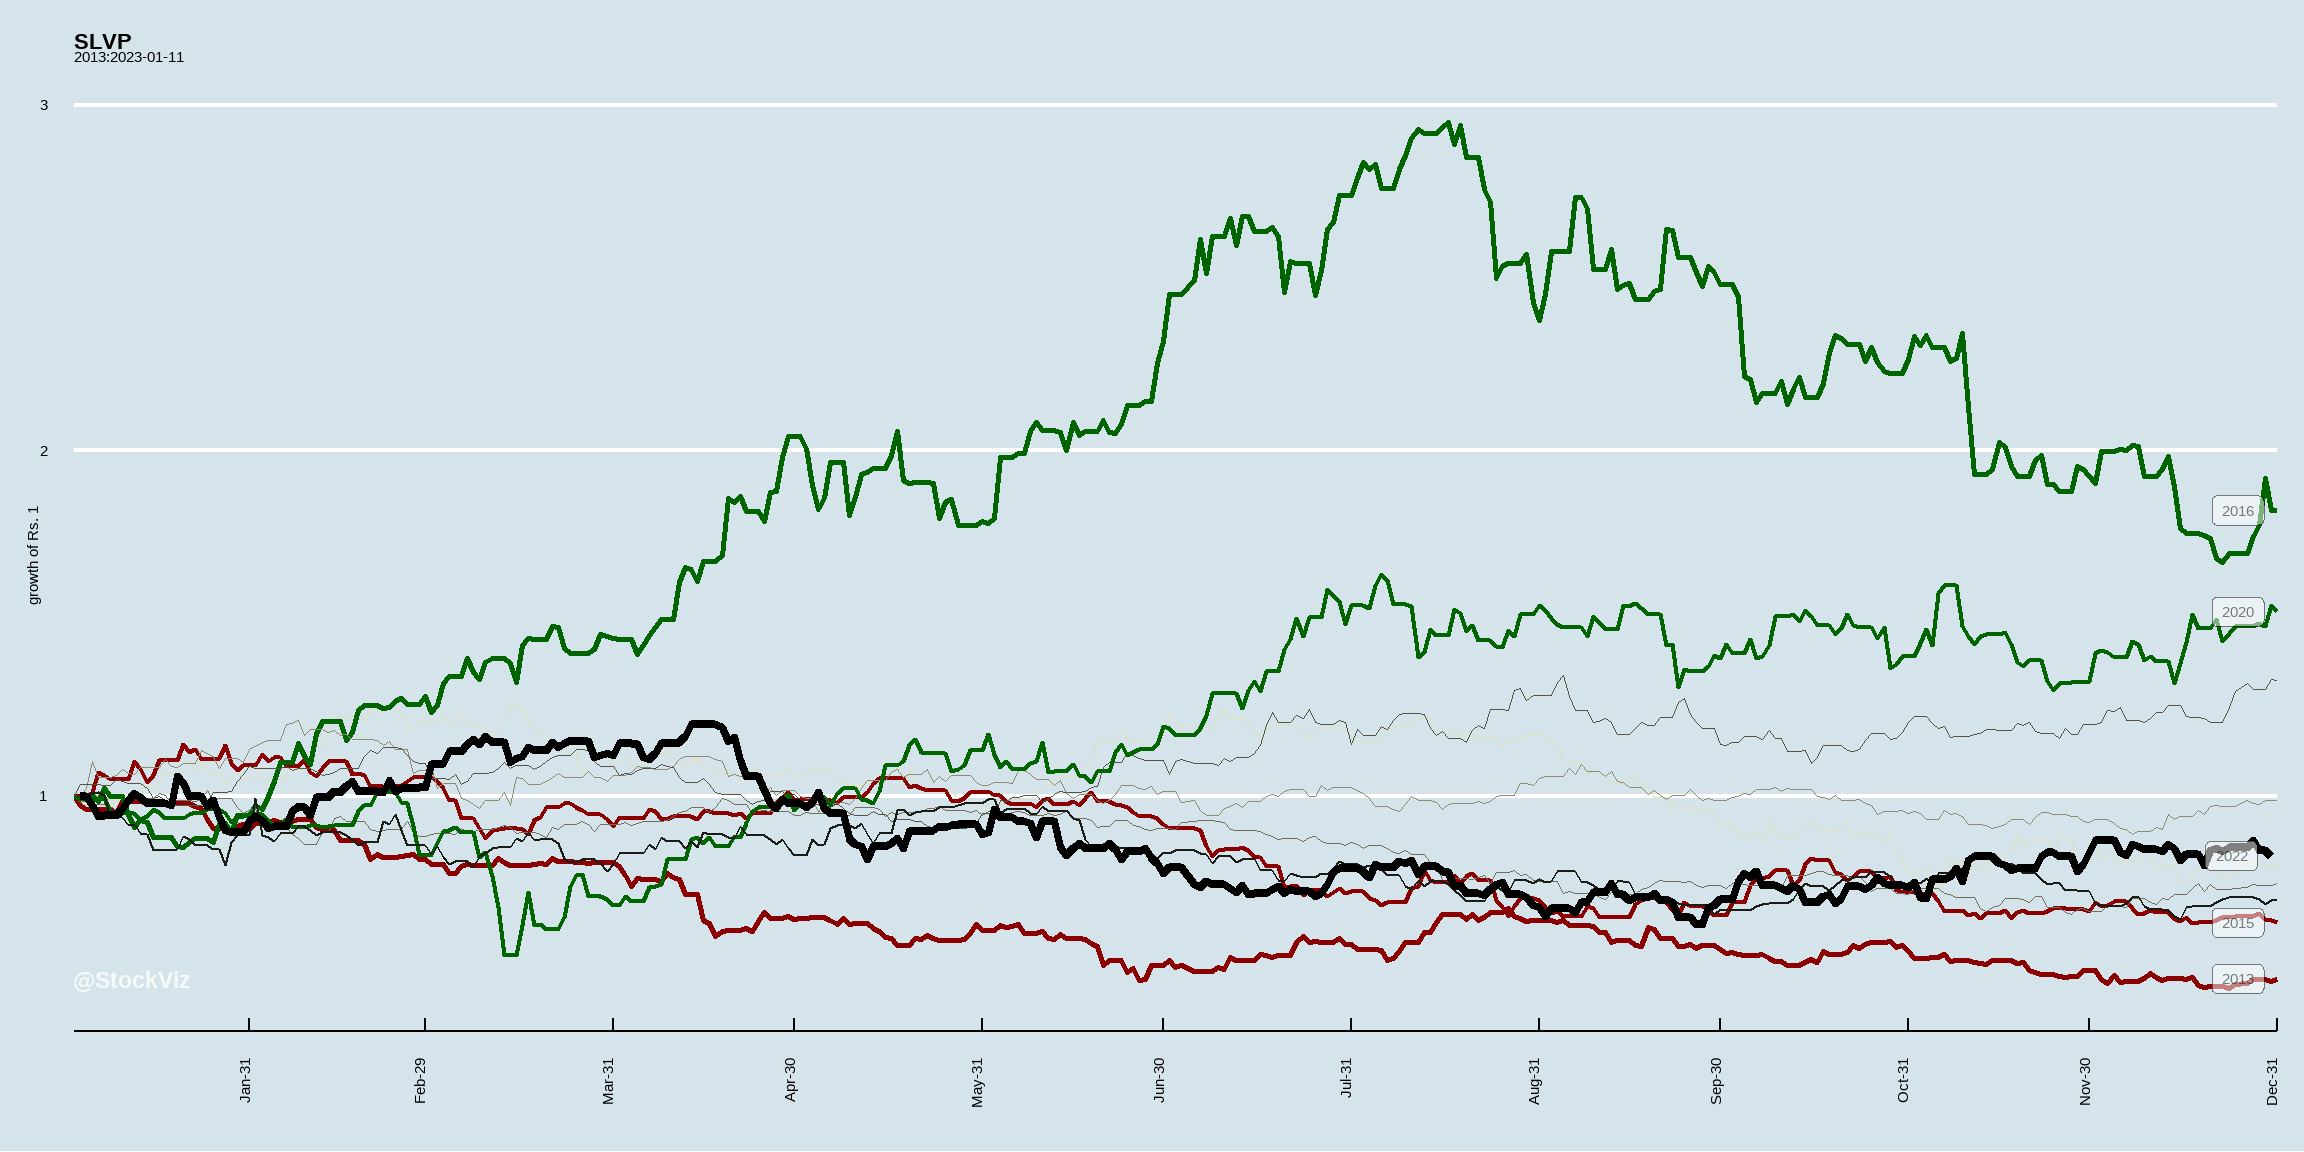 SLVP
2013:2023-01-11
3
2
1
growth of Rs. 1
2016
2020
2022
2015
2013
@StockViz
Jan-31
Feb-29
Mar-31
Apr-30
May-31
Jun-30
Jul-31
Aug-31
Sep-30
Oct-31
Nov-30
Dec-31